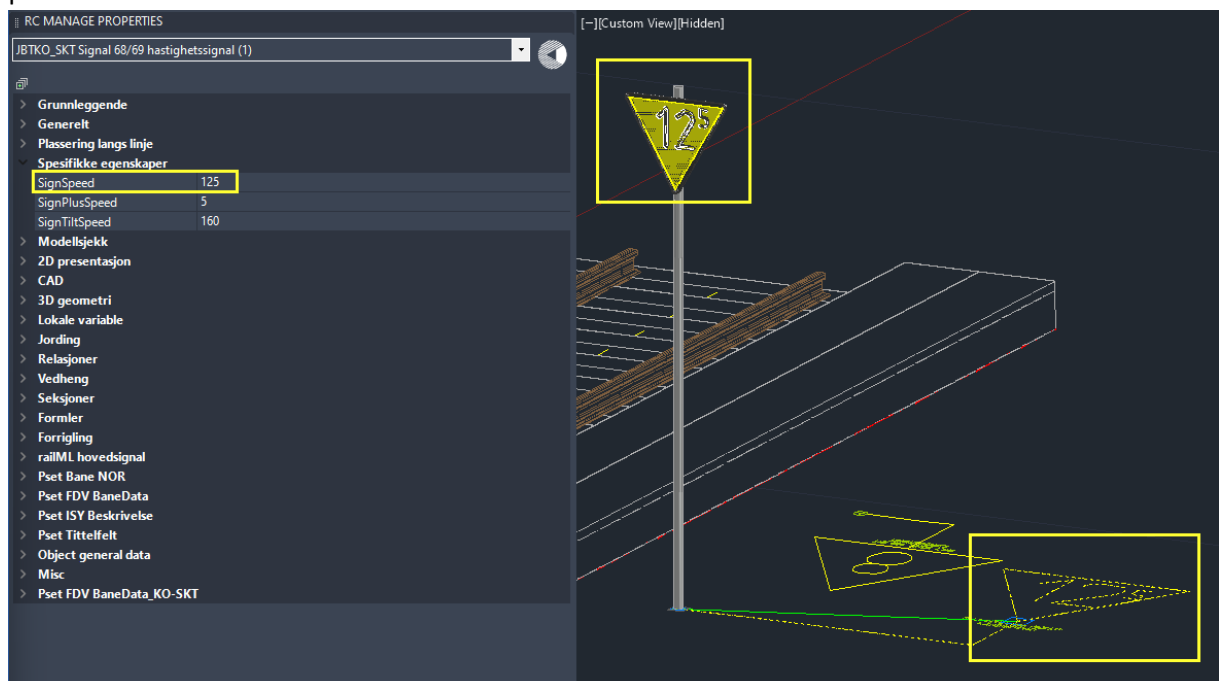 RC MANAGE PROPERTIES
JBTKO_SKT Signal 68/69 hastighetssignal (1)
Grunnleggende
Generelt
Plassering langs linje
Spesifikke egenskaper
SignSpeed 125
SignPlusSpeed 5
SignTiltSpeed 160
Modellsjekk
2D presentasjon
CAD
3D geometri
Lokale variable
Jording
Relasjoner
Vedheng
Seksjoner
Formler
Forrigling
railML hovedsignal
Pset Bane NOR
Pset FDV BaneData
Pset ISY Beskrivelse
Pset Tittelfelt
Object general data
Misc
Pset FDV BaneData_KO-SKT
[−][Custom View][Hidden]
125